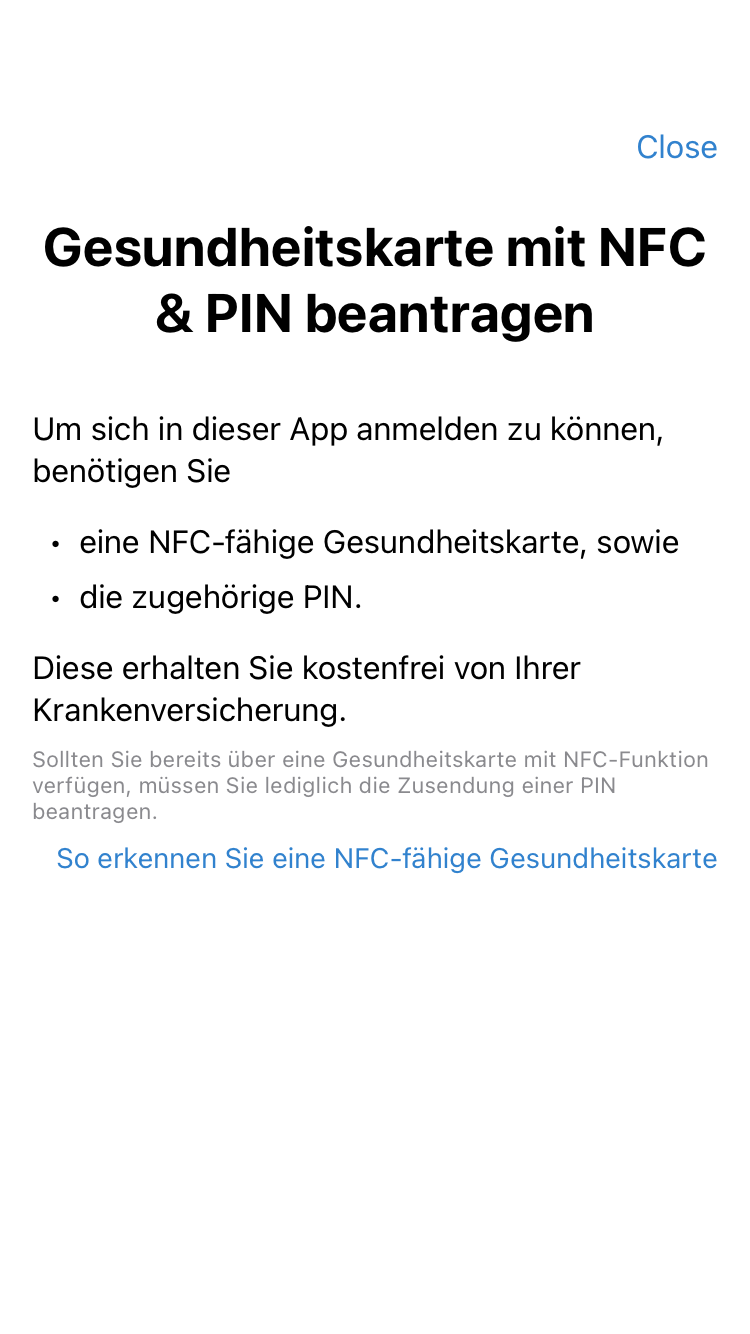 Close
Gesundheitskarte mit NFC
& PIN beantragen
Um sich in dieser App anmelden zu können,
benötigen Sie
• eine NFC-fähige Gesundheitskarte, sowie
• die zugehörige PIN.
Diese erhalten Sie kostenfrei von Ihrer
Krankenversicherung.
Sollten Sie bereits über eine Gesundheitskarte mit NFC-Funktion
verfügen, müssen Sie lediglich die Zusendung einer PIN
beantragen.
So erkennen Sie eine NFC-fähige Gesundheitskarte